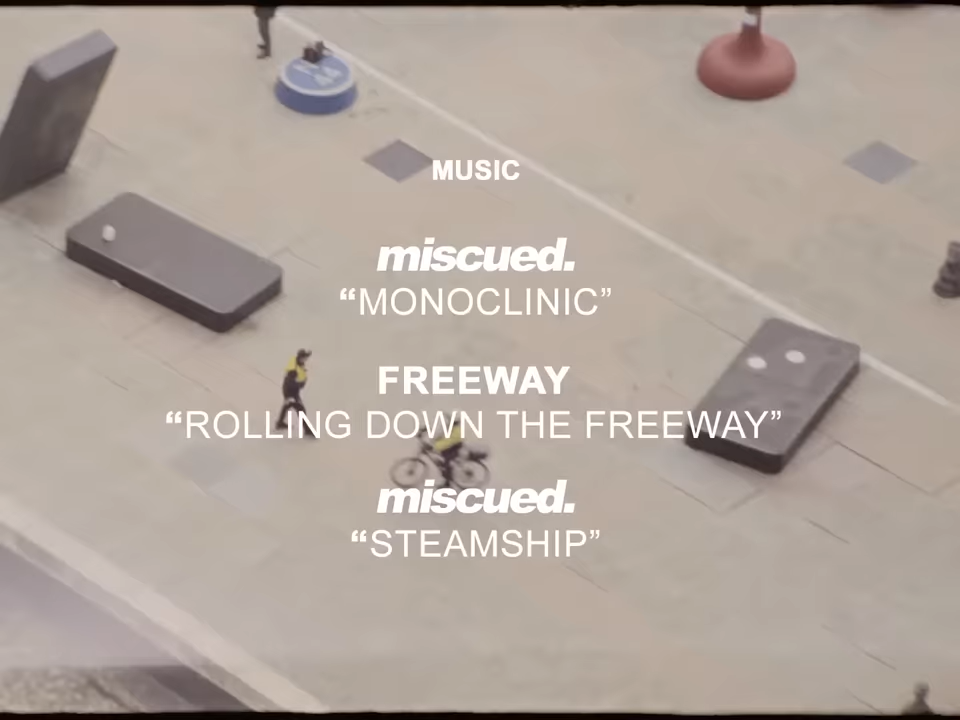 MUSIC
miscued.
“MONOCLINIC”
FREEWAY
“ROLLING DOWN THE FREEWAY”
miscued.
“STEAMSHIP”